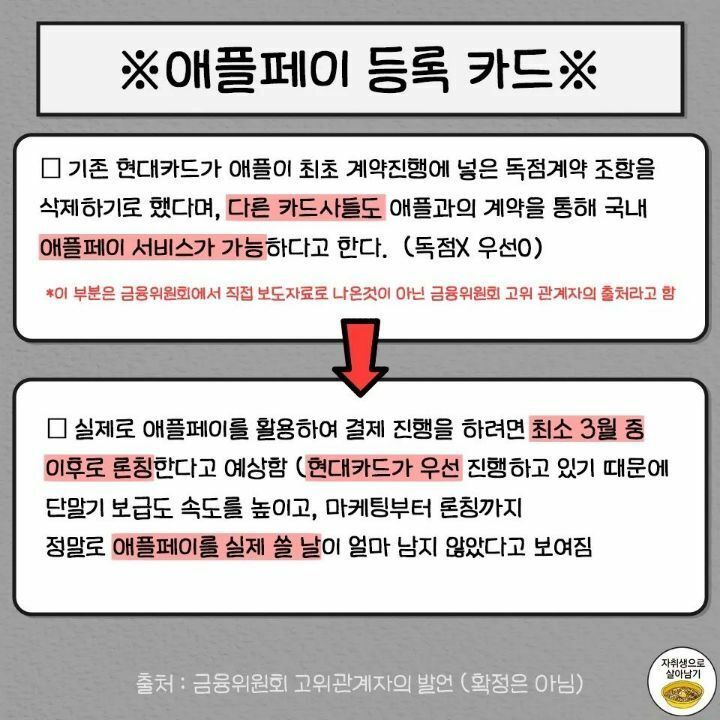 ※애플페이 등록 카드※
□ 기존 현대카드가 애플이 최초 계약진행에 넣은 독점계약 조항을
삭제하기로 했다며, 다른 카드사들도 애플과의 계약을 통해 국내
애플페이 서비스가 가능하다고 한다. (독점X 우선O)
*이 부분은 금융위원회에서 직접 보도자료로 나온것이 아닌 금융위원회 고위 관계자의 출처라고 함
□ 실제로 애플페이를 활용하여 결제 진행을 하려면 최소 3월 중
이후로 론칭한다고 예상함 (현대카드가 우선 진행하고 있기 때문에
단말기 보급도 속도를 높이고, 마케팅부터 론칭까지
정말로 애플페이를 실제 쓸 날이 얼마 남지 않았다고 보여짐
출처 : 금융위원회 고위관계자의 발언 (확정은 아님)
자취생으로
살아남기